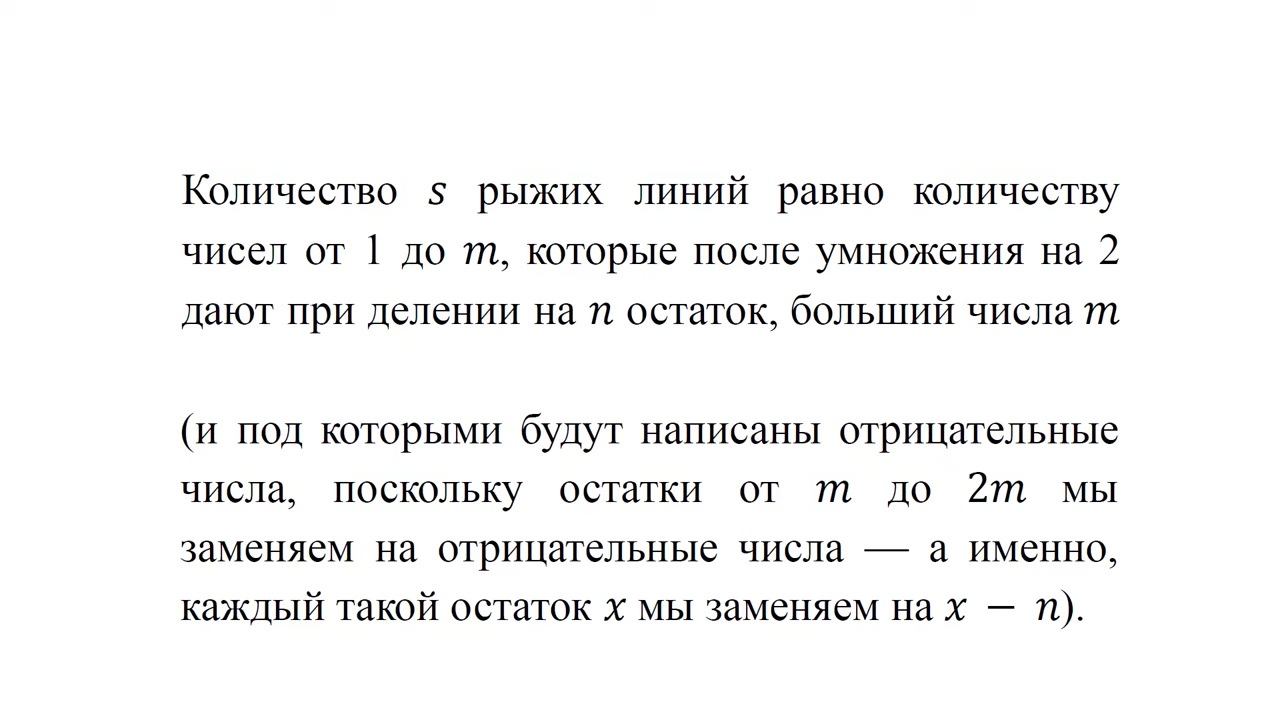 Количество s рыжих линий равно количеству
чисел от 1 до m, которые после умножения на 2
дают при делении на n остаток, больший числа m
(и под которыми будут написаны отрицательные
числа, поскольку остатки от m до 2m мы
заменяем на отрицательные числа — а именно,
каждый такой остаток x мы заменяем на x − n).